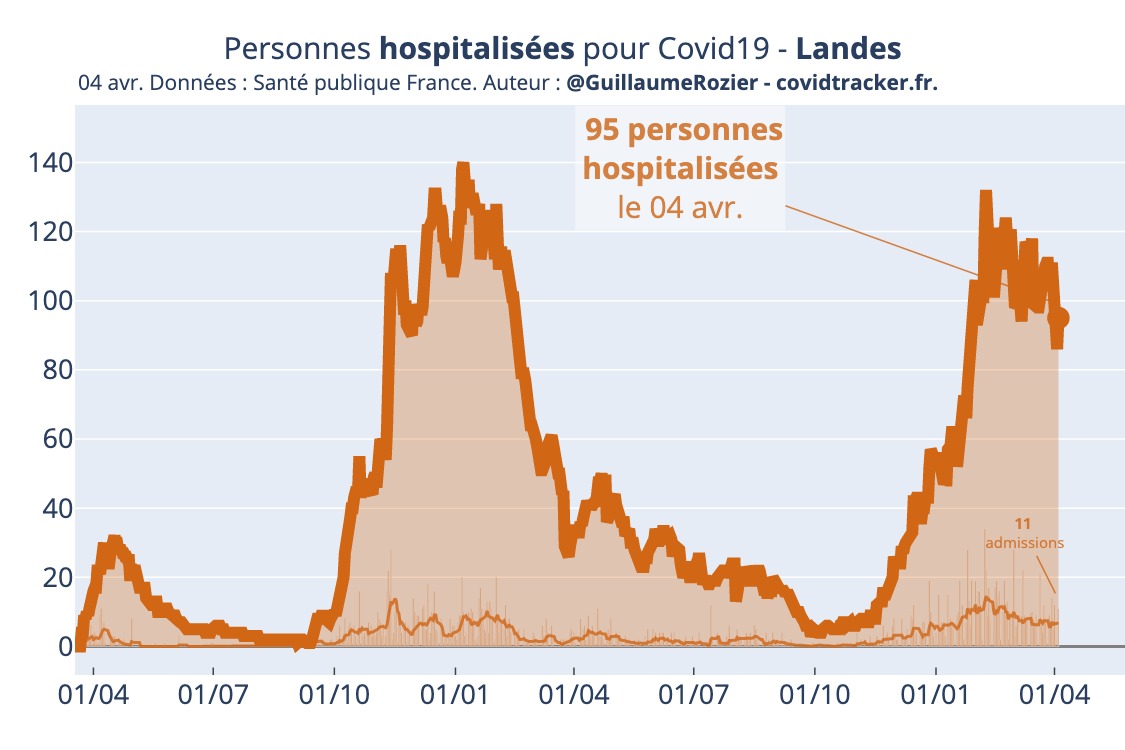 Personnes hospitalisées pour Covid19 - Landes
04 avr. Données : Santé publique France. Auteur : @GuillaumeRozier - covidtracker.fr.
95 personnes
hospitalisées
le 04 avr.
140
120
100
80
60
40
20
0
11
admissions
01/04 01/07 01/10 01/01 01/04 01/07 01/10 01/01 01/04